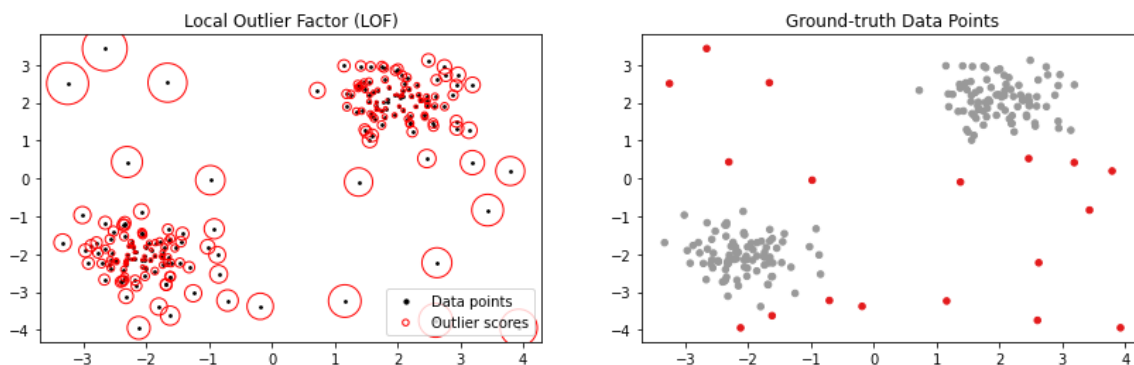 Local Outlier Factor (LOF)
3
2
1
0
−1
−2
−3
−4
−3 −2 −1 0 1 2 3 4
Data points
Outlier scores
Ground-truth Data Points
3
2
1
0
−1
−2
−3
−4
−3 −2 −1 0 1 2 3 4